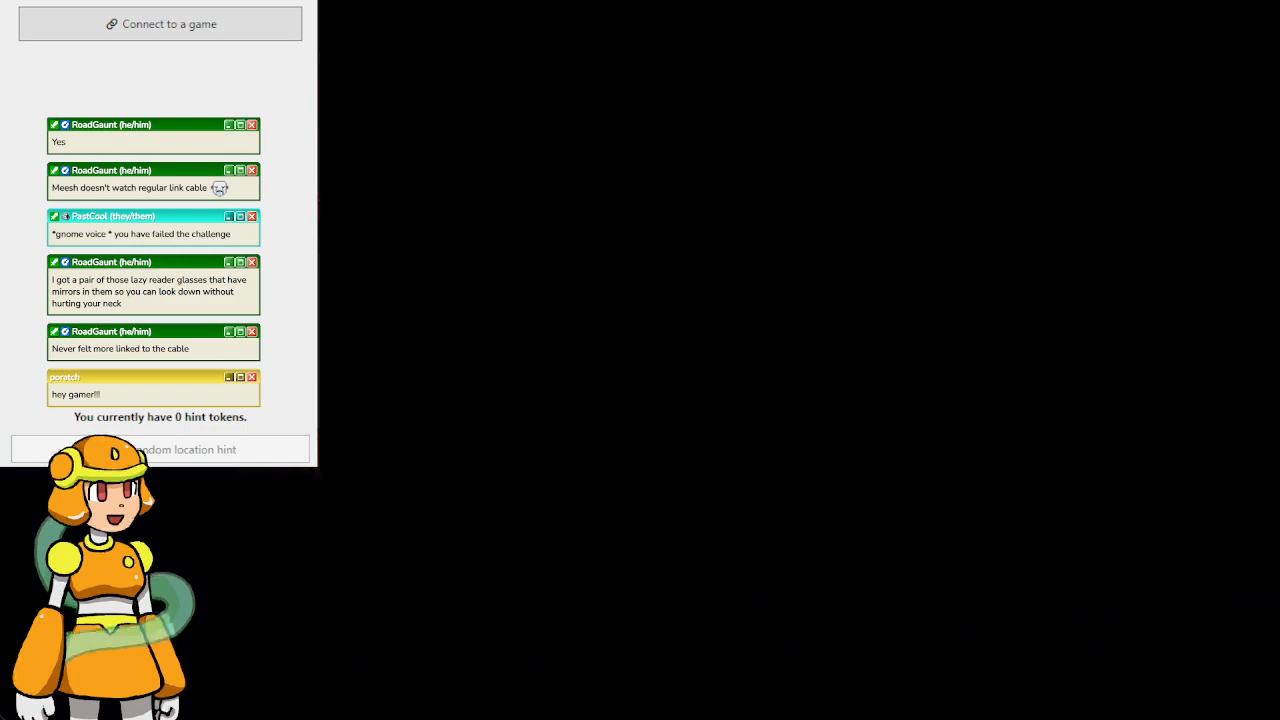 Connect to a game
RoadGaunt (he/him)
Yes
RoadGaunt (he/him)
Meesh doesn't watch regular link cable
PastCool (they/them)
*gnome voice * you have failed the challenge
RoadGaunt (he/him)
I got a pair of those lazy reader glasses that have
mirrors in them so you can look down without
hurting your neck
RoadGaunt (he/him)
Never felt more linked to the cable
poratch
hey gamer!!!
You currently have 0 hint tokens.
location hint